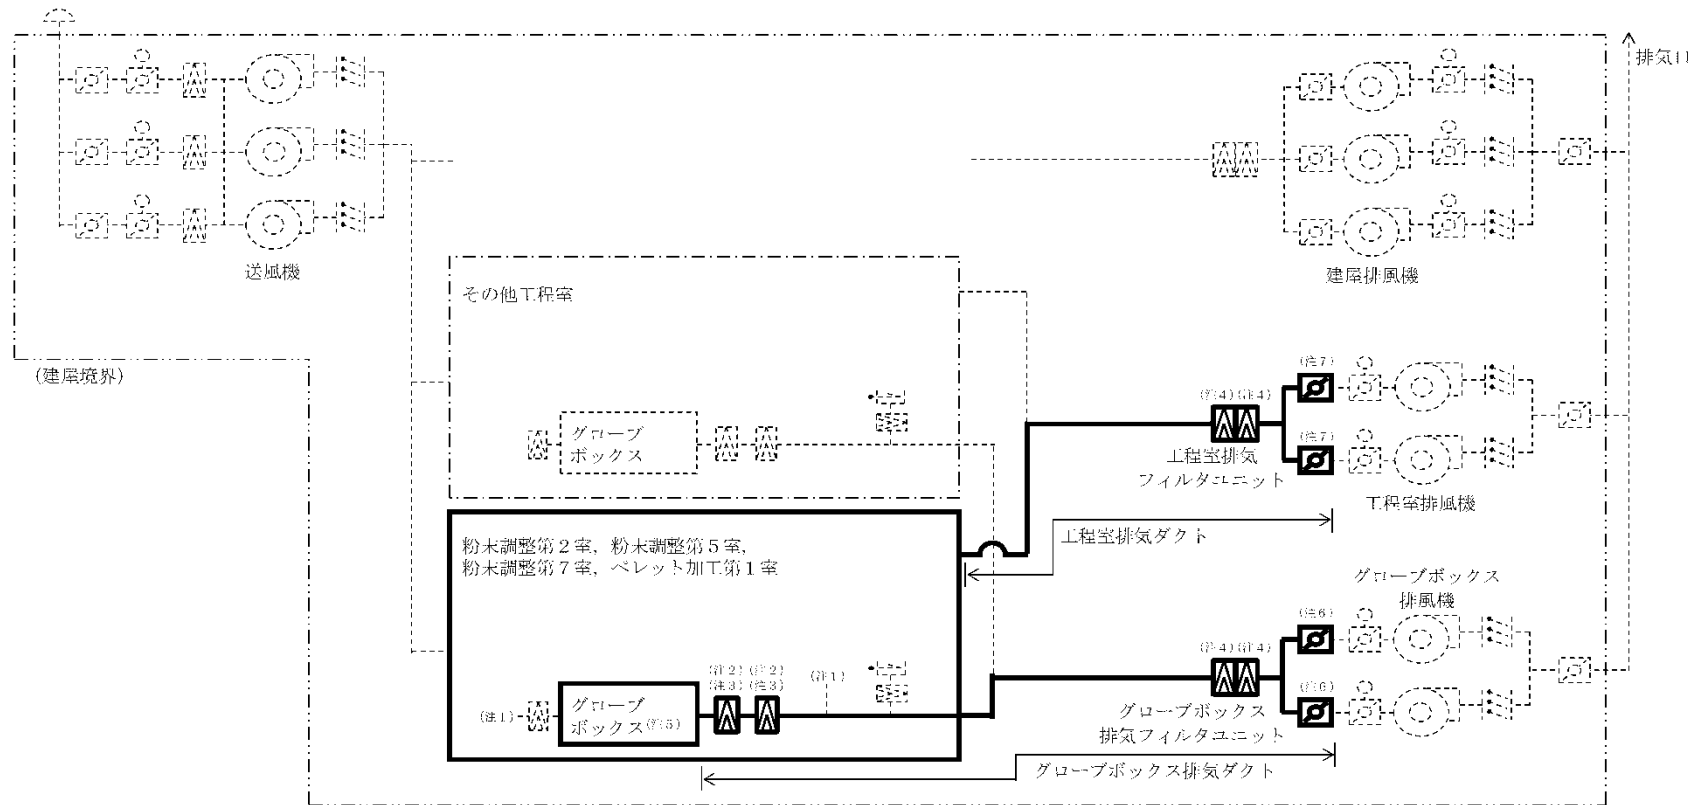 排気口
送風機
建屋排風機
その他工程室
(建屋境界)
グローブ
ボックス
(注7)
(注4)(注4)
(注7)
工程室排気
フィルタユニット
工程室排風機
工程室排気ダクト
粉末調整第２室，粉末調整第５室，
粉末調整第７室，ペレット加工第１室
グローブボックス
排風機
(注6)
(注4)(注4)
(注6)
(注2)(注2)
(注3)(注3)
(注1)
(注1)
グローブ
ボックス(注5)
グローブボックス
排気フィルタユニット
グローブボックス排気ダクト